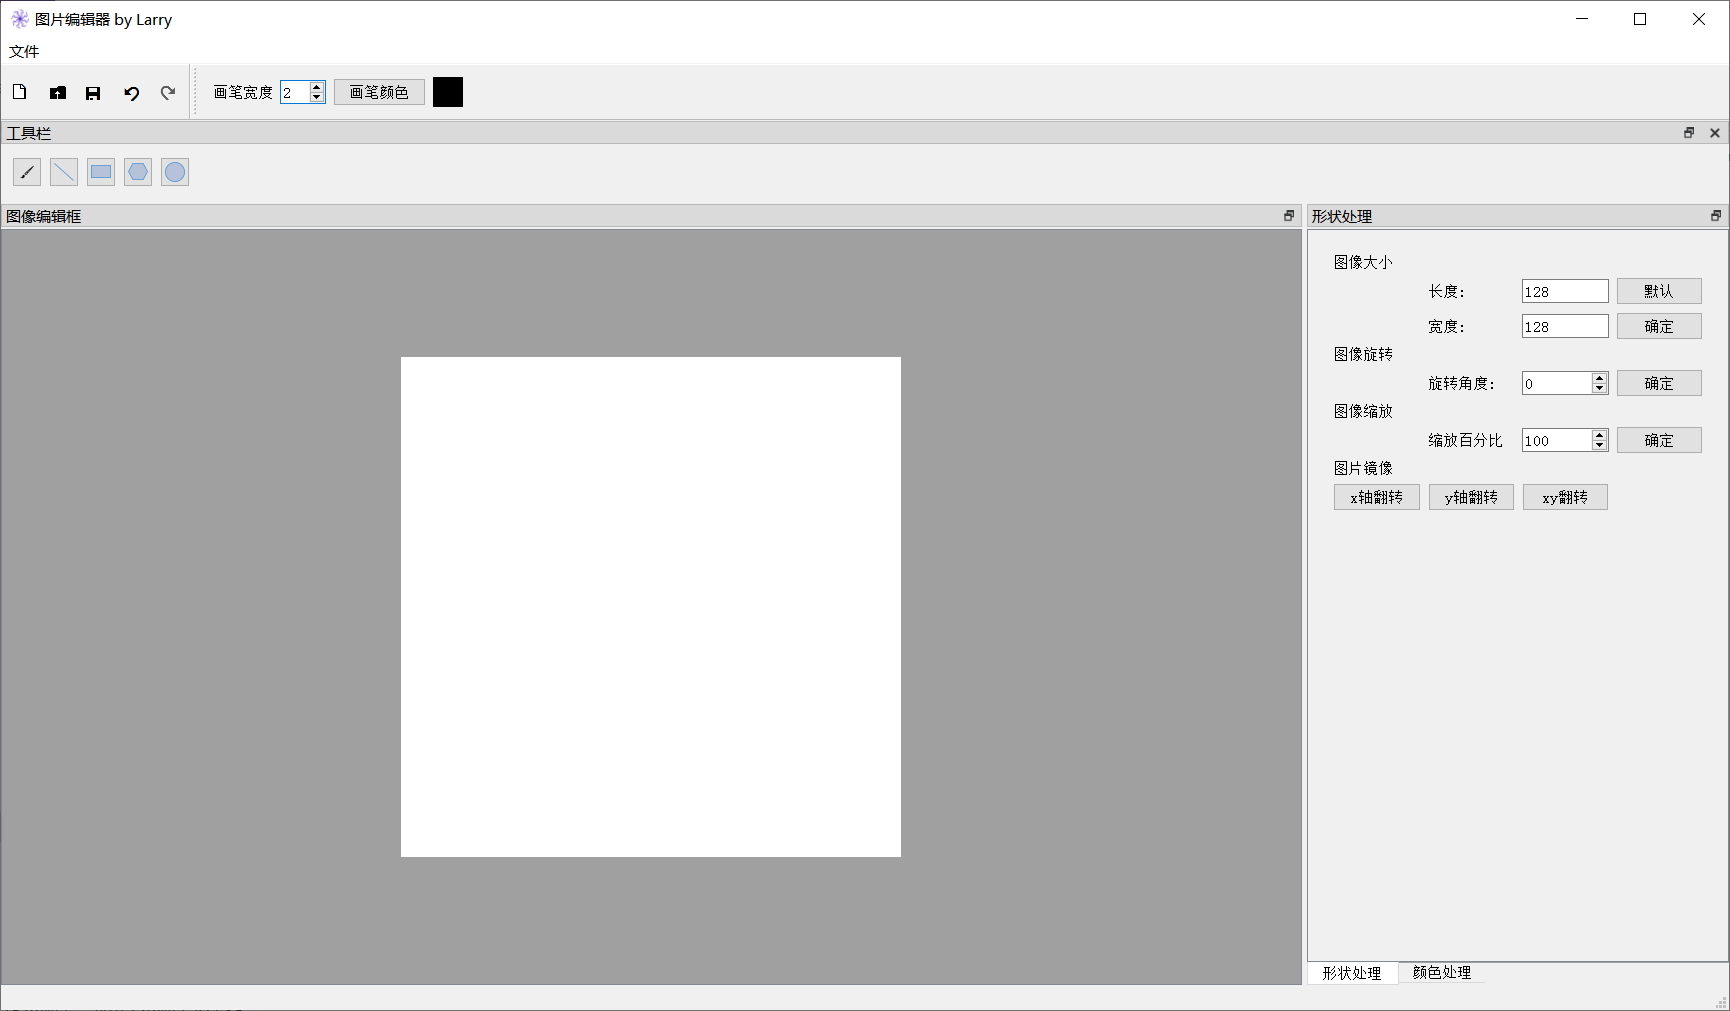 图片编辑器 by Larry
文件
画笔宽度 2 画笔颜色
工具栏
图像编辑框
形状处理
图像大小
长度: 128 默认
宽度: 128 确定
图像旋转
旋转角度: 0 确定
图像缩放
缩放百分比 100 确定
图片镜像
x轴翻转 y轴翻转 xy翻转
形状处理 颜色处理